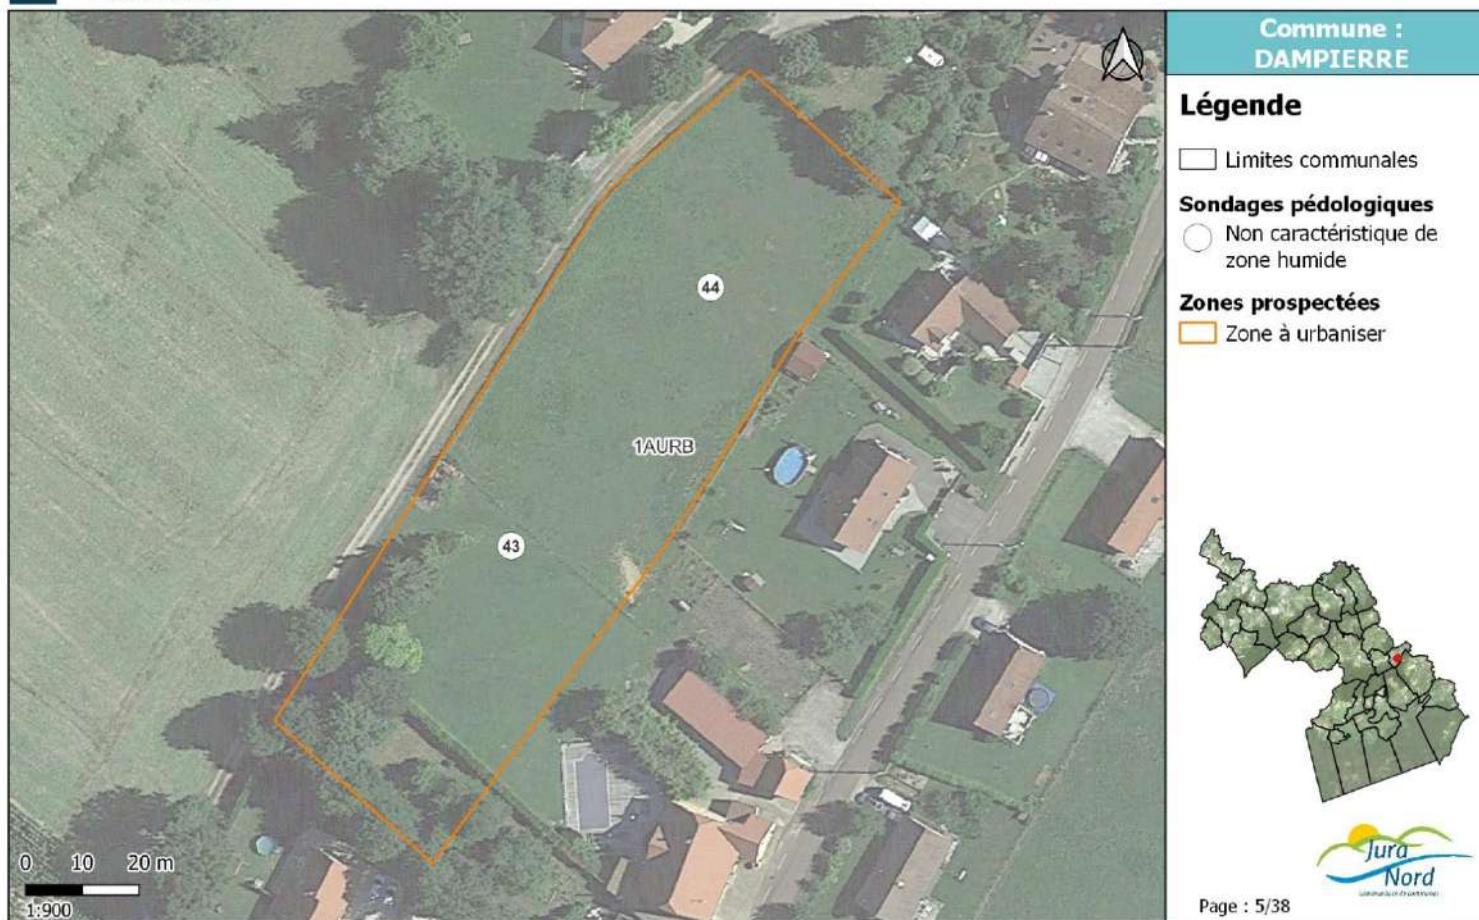 Commune :
DAMPIERRE
Légende
Limites communales
Sondages pédologiques
Non caractéristique de
zone humide
Zones prospectées
Zone à urbaniser
44
1AURB
43
0 10 20 m
1:900
Jura
Nord
Page : 5/38